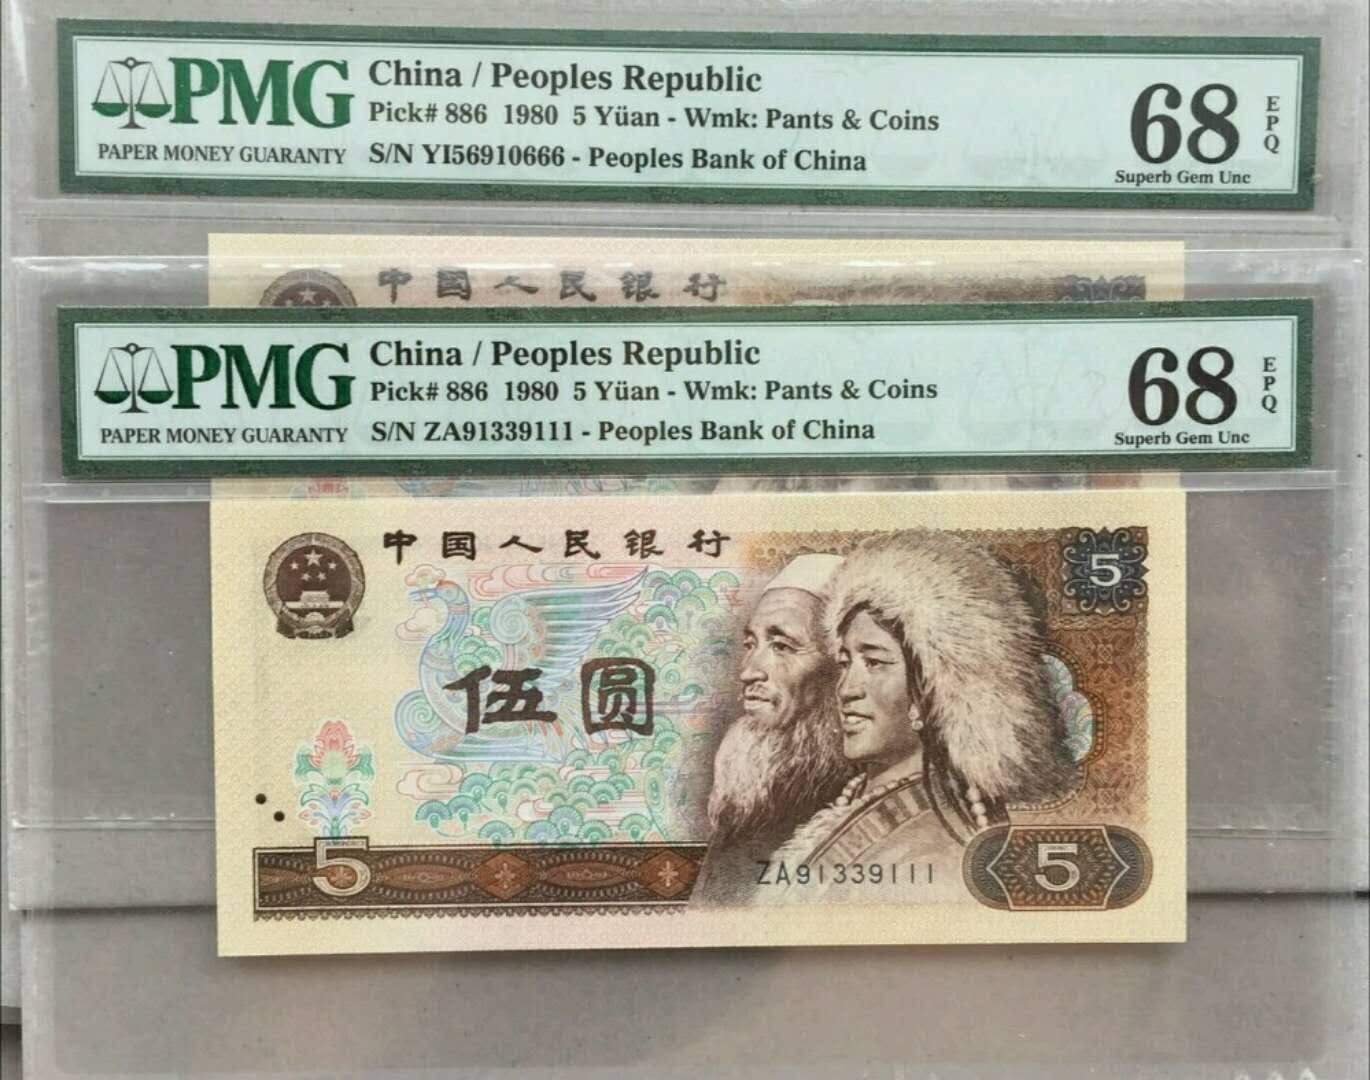 PMG
PAPER MONEY GUARANTY
China / Peoples Republic
Pick# 886 1980 5 Yüan - Wmk: Pants & Coins
S/N YI56910666 - Peoples Bank of China
68
EPQ
Superb Gem Unc
中国人民银行
PMG
PAPER MONEY GUARANTY
China / Peoples Republic
Pick# 886 1980 5 Yüan - Wmk: Pants & Coins
S/N ZA91339111 - Peoples Bank of China
68
EPQ
Superb Gem Unc
中国人民银行
5
伍圆
5
ZA91339111
5